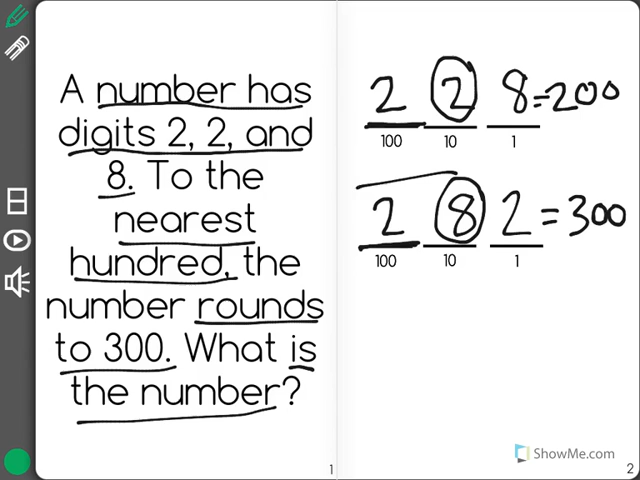 A number has
digits 2, 2, and
8. To the
nearest
hundred, the
number rounds
to 300. What is
the number?
1
2 2 8=200
100 10 1
2 8 2=300
100 10 1
ShowMe.com
2